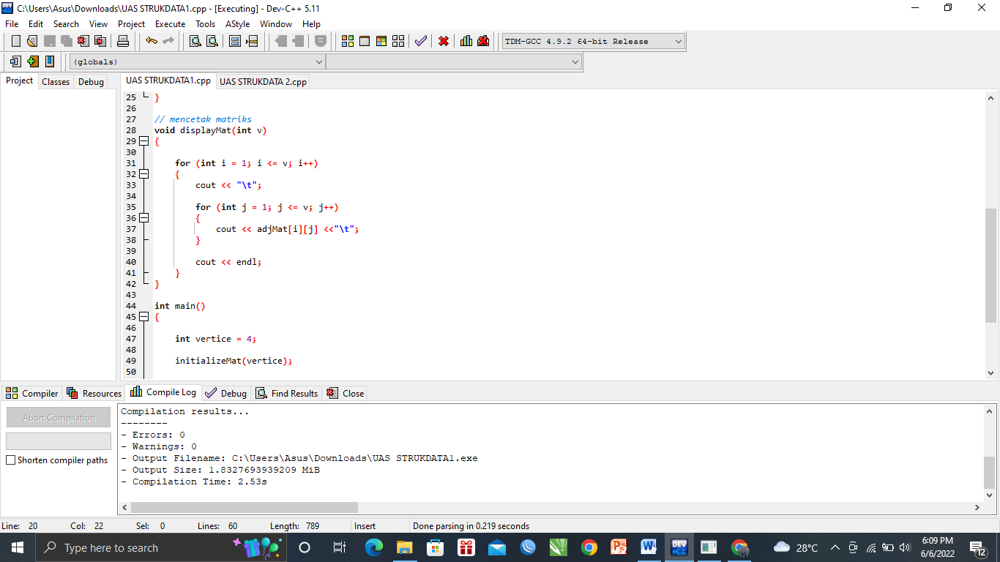 C:\Users\Asus\Downloads\UAS STRUKDATA1.cpp - [Executing] - Dev-C++ 5.11
File Edit Search View Project Execute Tools AStyle Window Help
TDM-GCC 4.9.2 64-bit Release
(globals)
Project Classes Debug
UAS STRUKDATA1.cpp UAS STRUKDATA 2.cpp
25 }
26
27 // mencetak matriks
28 void displayMat(int v)
29 {
30
31 for (int i = 1; i <= v; i++)
32 {
33 cout << "\t";
34
35 for (int j = 1; j <= v; j++)
36 {
37 cout << adjMat[i][j] <<"\t";
38 }
39
40 cout << endl;
41 }
42 }
43
44 int main()
45 {
46
47 int vertice = 4;
48
49 initializeMat(vertice);
50
Compiler Resources Compile Log Debug Find Results Close
Abort Compilation
Shorten compiler paths
Compilation results...
--------
- Errors: 0
- Warnings: 0
- Output Filename: C:\Users\Asus\Downloads\UAS STRUKDATA1.exe
- Output Size: 1.8327693939209 MiB
- Compilation Time: 2.53s
Line: 20 Col: 22 Sel: 0 Lines: 60 Length: 789 Insert Done parsing in 0.219 seconds
Type here to search
DEV
28°C
6:09 PM
6/6/2022
12